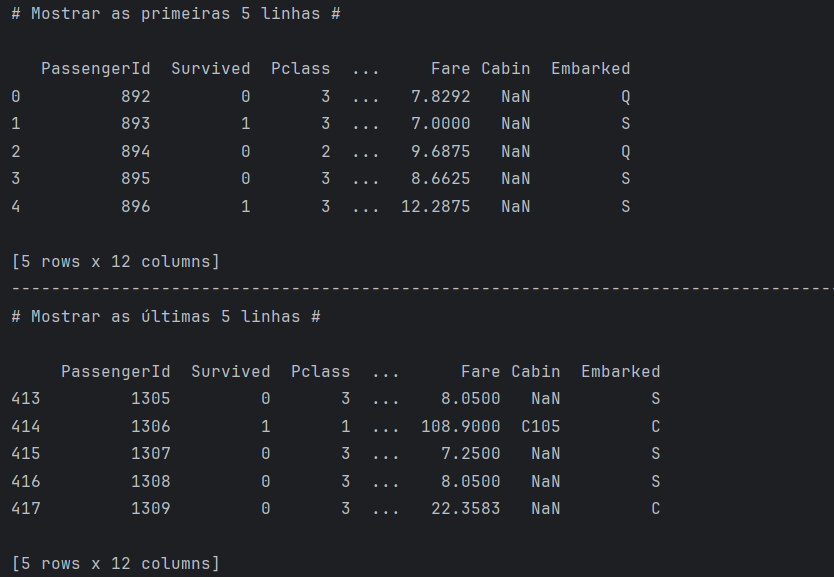 # Mostrar as primeiras 5 linhas #
   PassengerId  Survived  Pclass  ...     Fare Cabin  Embarked
0          892         0       3  ...   7.8292   NaN         Q
1          893         1       3  ...   7.0000   NaN         S
2          894         0       2  ...   9.6875   NaN         Q
3          895         0       3  ...   8.6625   NaN         S
4          896         1       3  ...  12.2875   NaN         S
[5 rows x 12 columns]
-----------------------------------------------------------------------------------
# Mostrar as últimas 5 linhas #
     PassengerId  Survived  Pclass  ...      Fare Cabin  Embarked
413         1305         0       3  ...    8.0500   NaN         S
414         1306         1       1  ...  108.9000  C105         C
415         1307         0       3  ...    7.2500   NaN         S
416         1308         0       3  ...    8.0500   NaN         S
417         1309         0       3  ...   22.3583   NaN         C
[5 rows x 12 columns]